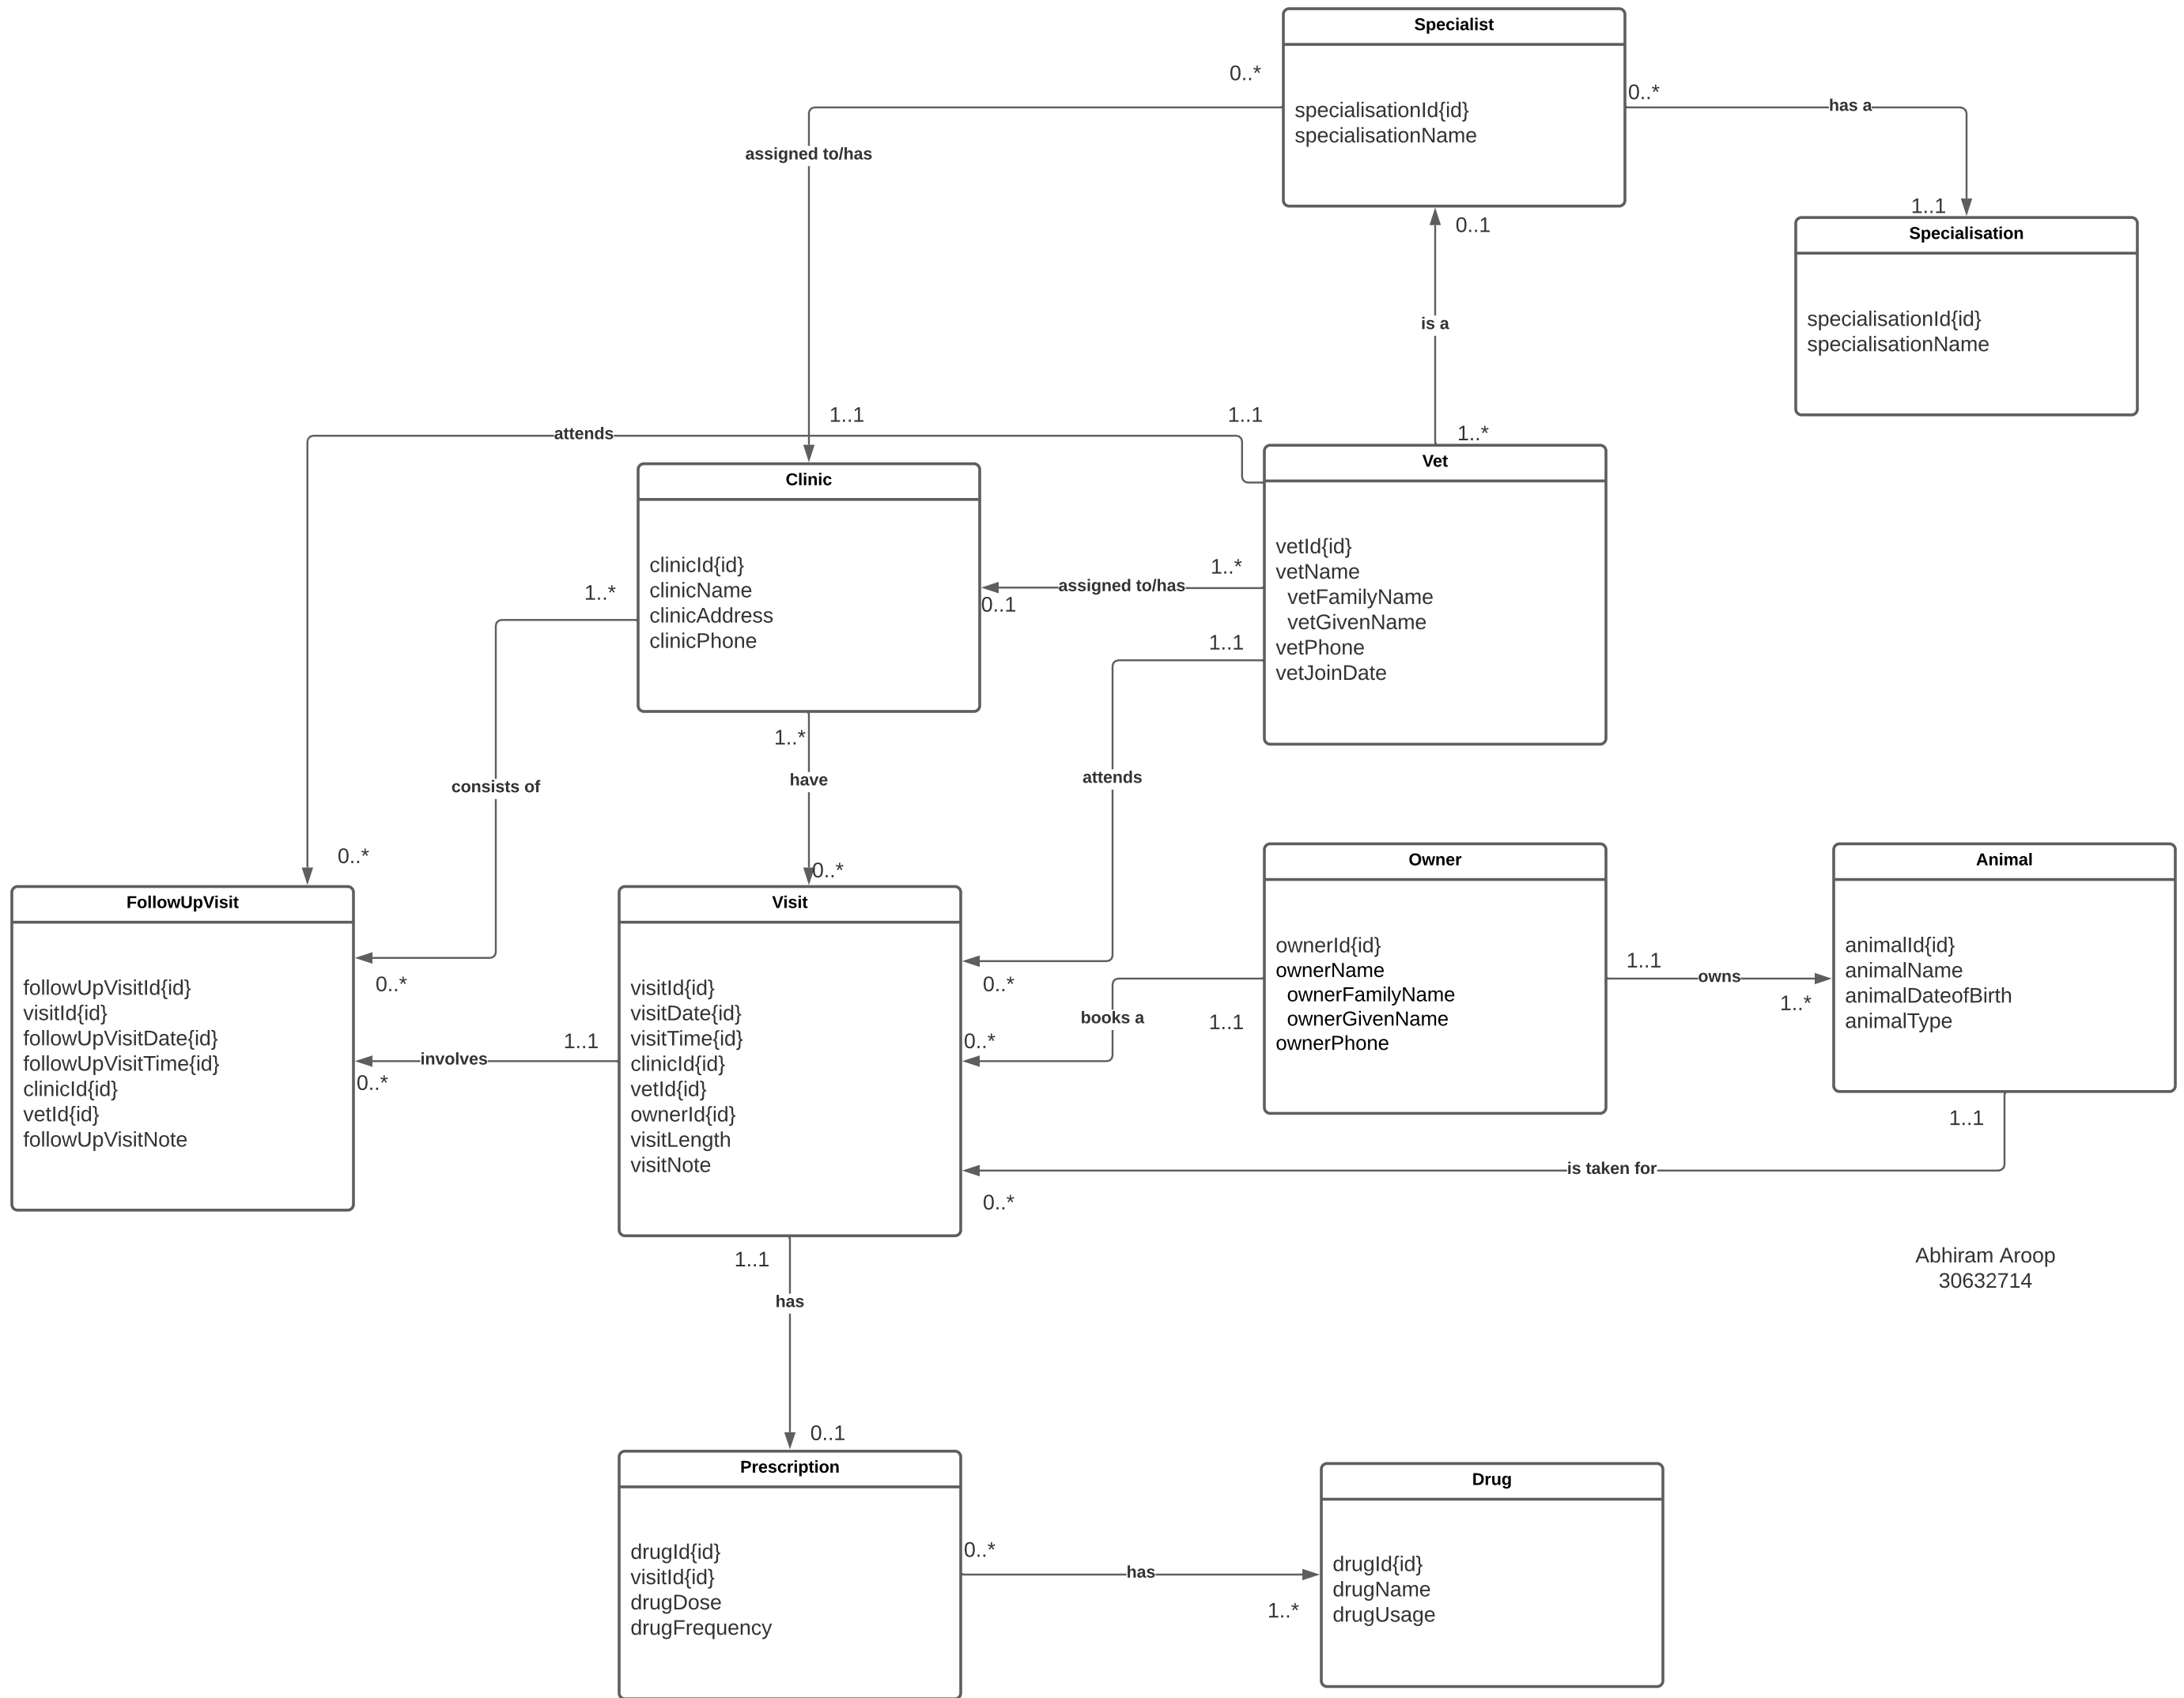 Specialist
0..*
specialisationId{id}
specialisationName
0..*
has a
assigned to/has
1..1
0..1
Specialisation
specialisationId{id}
specialisationName
is a
1..1
1..1
attends
1..*
Clinic
Vet
clinicId{id}
clinicName
clinicAddress
clinicPhone
1..*
1..*
assigned to/has
0..1
1..1
vetId{id}
vetName
vetFamilyName
vetGivenName
vetPhone
vetJoinDate
1..*
have
consists of
attends
0..*
0..*
FollowUpVisit
followUpVisitId{id}
visitId{id}
followUpVisitDate{id}
followUpVisitTime{id}
clinicId{id}
vetId{id}
followUpVisitNote
0..*
1..1
involves
0..*
Visit
visitId{id}
visitDate{id}
visitTime{id}
clinicId{id}
vetId{id}
ownerId{id}
visitLength
visitNote
0..*
books a
0..*
1..1
Owner
ownerId{id}
ownerName
ownerFamilyName
ownerGivenName
ownerPhone
1..1
owns
1..*
Animal
animalId{id}
animalName
animalDateofBirth
animalType
1..1
is taken for
0..*
1..1
has
Abhiram Aroop
30632714
0..1
Prescription
drugId{id}
visitId{id}
drugDose
drugFrequency
0..*
has
1..*
Drug
drugId{id}
drugName
drugUsage